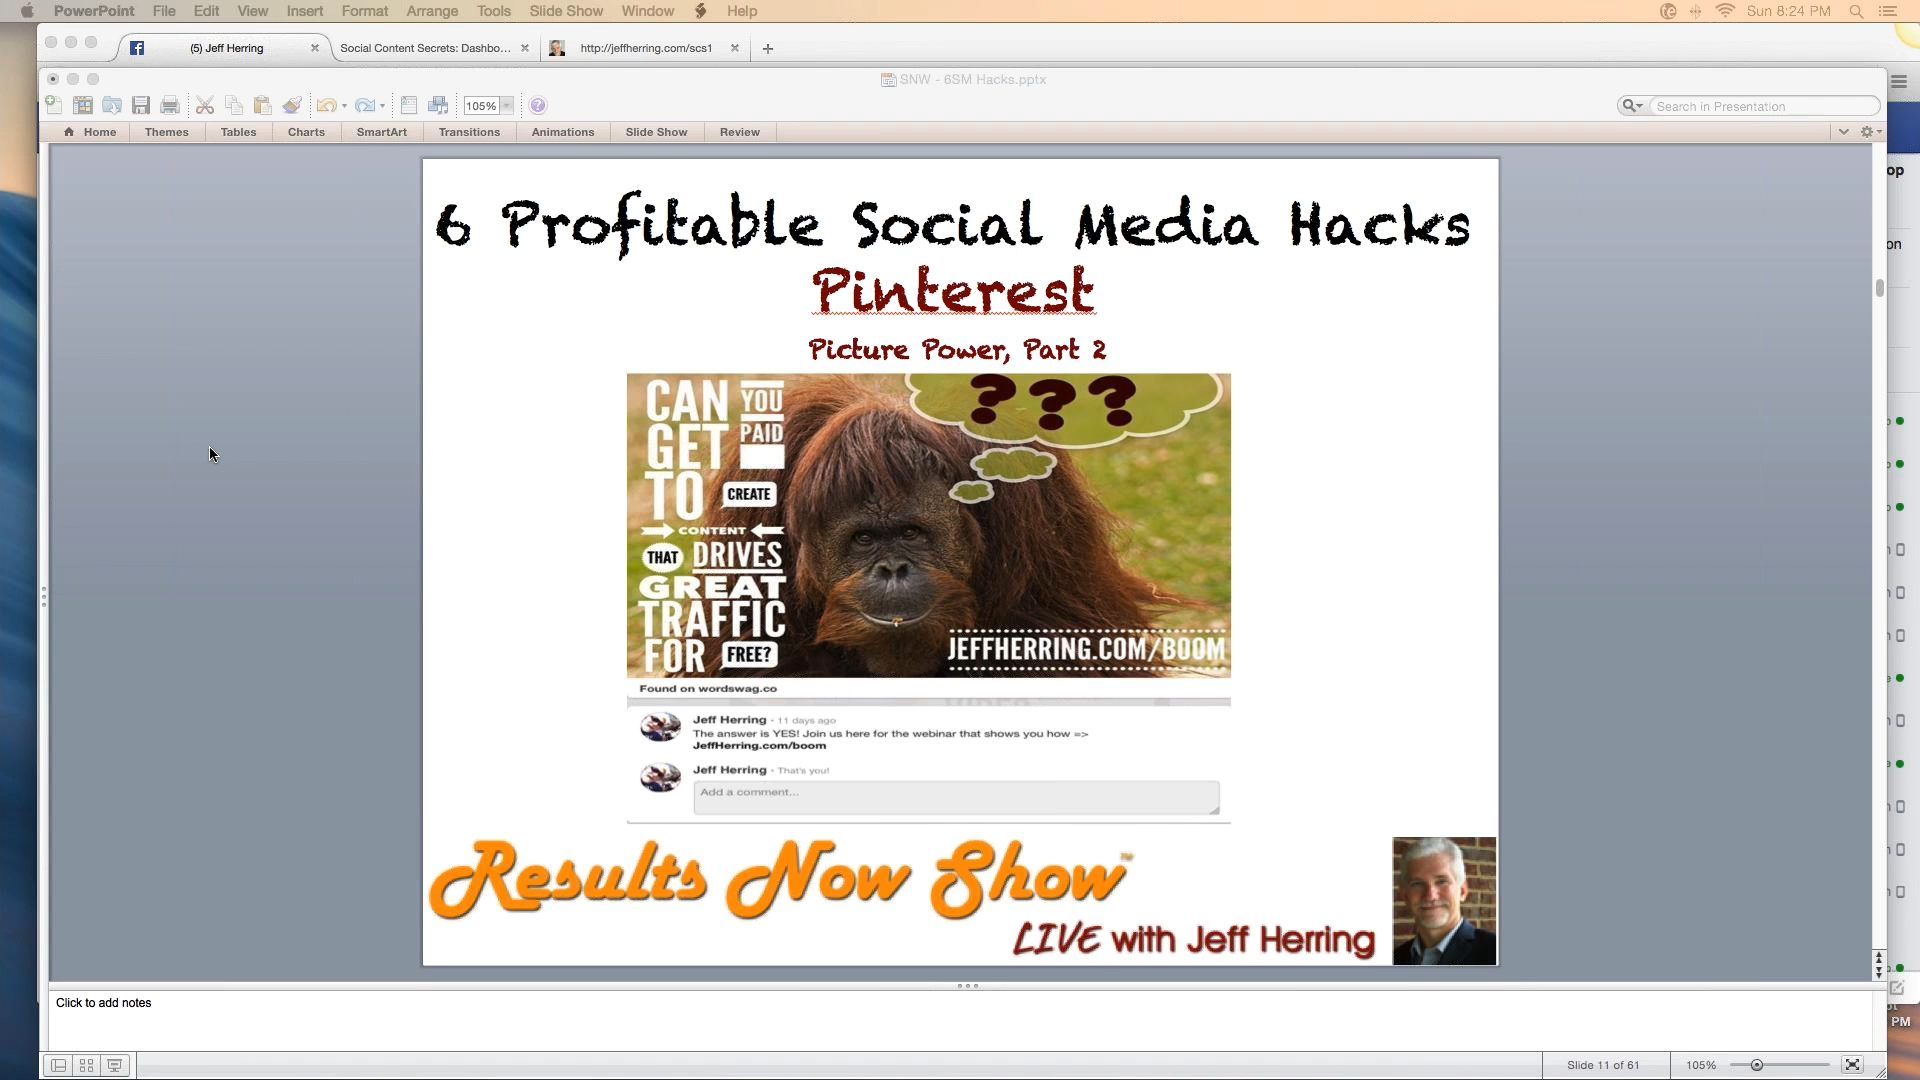 PowerPoint File Edit View Insert Format Arrange Tools Slide Show Window Help Sun 8:24 PM
(5) Jeff Herring Social Content Secrets: Dashbo... http://jeffherring.com/scs1
SNW - 6SM Hacks.pptx
105% Search in Presentation
Home Themes Tables Charts SmartArt Transitions Animations Slide Show Review
6 Profitable Social Media Hacks
Pinterest
Picture Power, Part 2
CAN YOU
GET PAID
TO CREATE
CONTENT
THAT DRIVES
GREAT
TRAFFIC
FOR FREE?
???
JEFFHERRING.COM/BOOM
Found on wordswag.co
Jeff Herring - 11 days ago
The answer is YES! Join us here for the webinar that shows you how =>
JeffHerring.com/boom
Jeff Herring - That's you!
Add a comment...
Results Now Show™
LIVE with Jeff Herring
op
on
PM
Click to add notes
Slide 11 of 61 105%